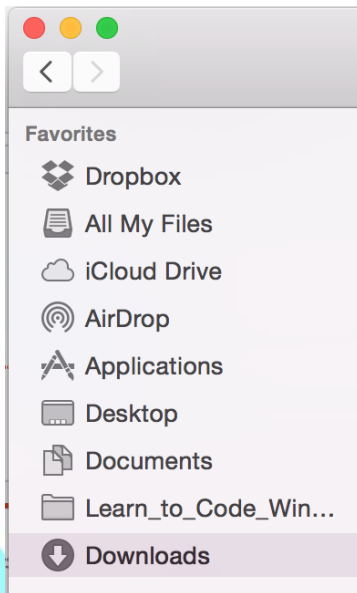 Favorites
Dropbox
All My Files
iCloud Drive
AirDrop
Applications
Desktop
Documents
Learn_to_Code_Win...
Downloads